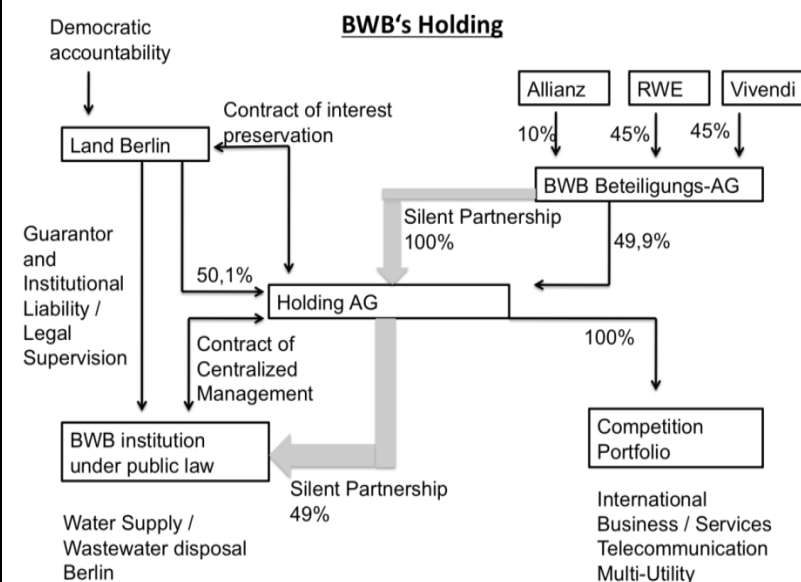 BWB‘s Holding
Democratic
accountability
Allianz
RWE
Vivendi
Contract of interest
preservation
10%
45%
45%
Land Berlin
BWB Beteiligungs-AG
Silent Partnership
100%
49,9%
Guarantor
and
Institutional
Liability /
Legal
Supervision
50,1%
Holding AG
Contract of
Centralized
Management
100%
BWB institution
under public law
Competition
Portfolio
Silent Partnership
49%
Water Supply /
Wastewater disposal
Berlin
International
Business / Services
Telecommunication
Multi-Utility